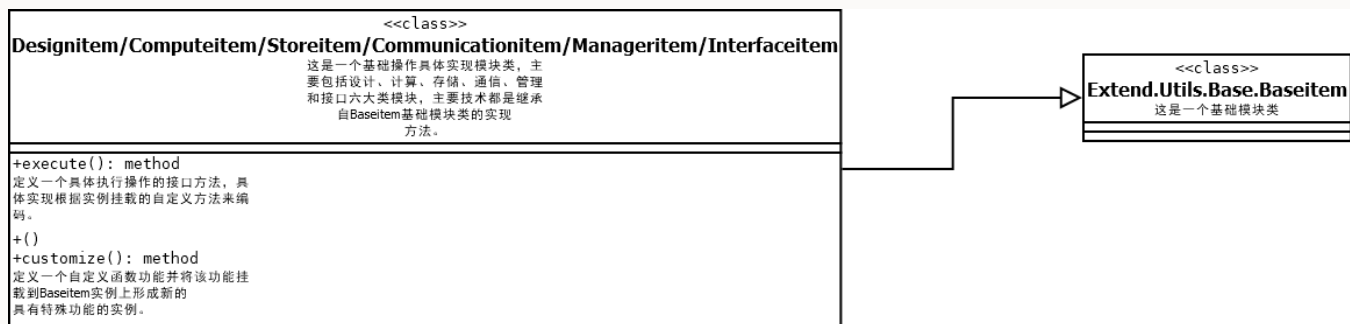 <<class>>
Designitem/Computeitem/Storeitem/Communicationitem/Manageritem/Interfaceitem
这是一个基础操作具体实现模块类，主
要包括设计、计算、存储、通信、管理
和接口六大类模块，主要技术都是继承
自Baseitem基础模块类的实现
方法。
+execute(): method
定义一个具体执行操作的接口方法，具
体实现根据实例挂载的自定义方法来编
码。
+()
+customize(): method
定义一个自定义函数功能并将该功能挂
载到Baseitem实例上形成新的
具有特殊功能的实例。
<<class>>
Extend.Utils.Base.Baseitem
这是一个基础模块类